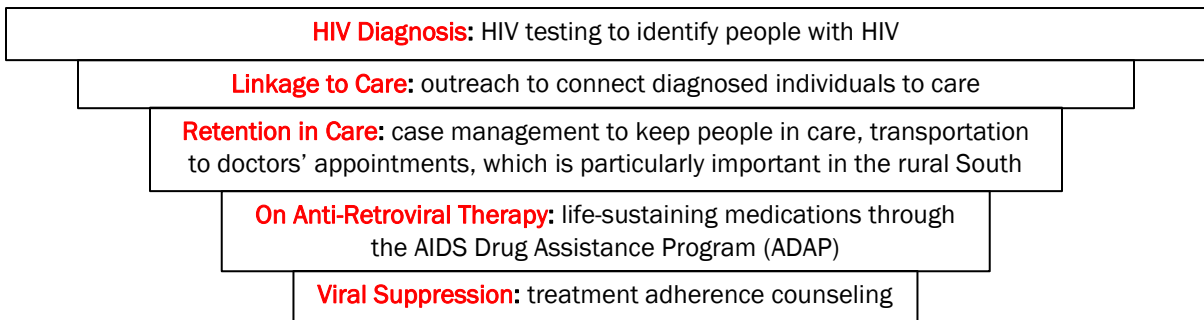 HIV Diagnosis: HIV testing to identify people with HIV
Linkage to Care: outreach to connect diagnosed individuals to care
Retention in Care: case management to keep people in care, transportation
to doctors’ appointments, which is particularly important in the rural South
On Anti-Retroviral Therapy: life-sustaining medications through
the AIDS Drug Assistance Program (ADAP)
Viral Suppression: treatment adherence counseling